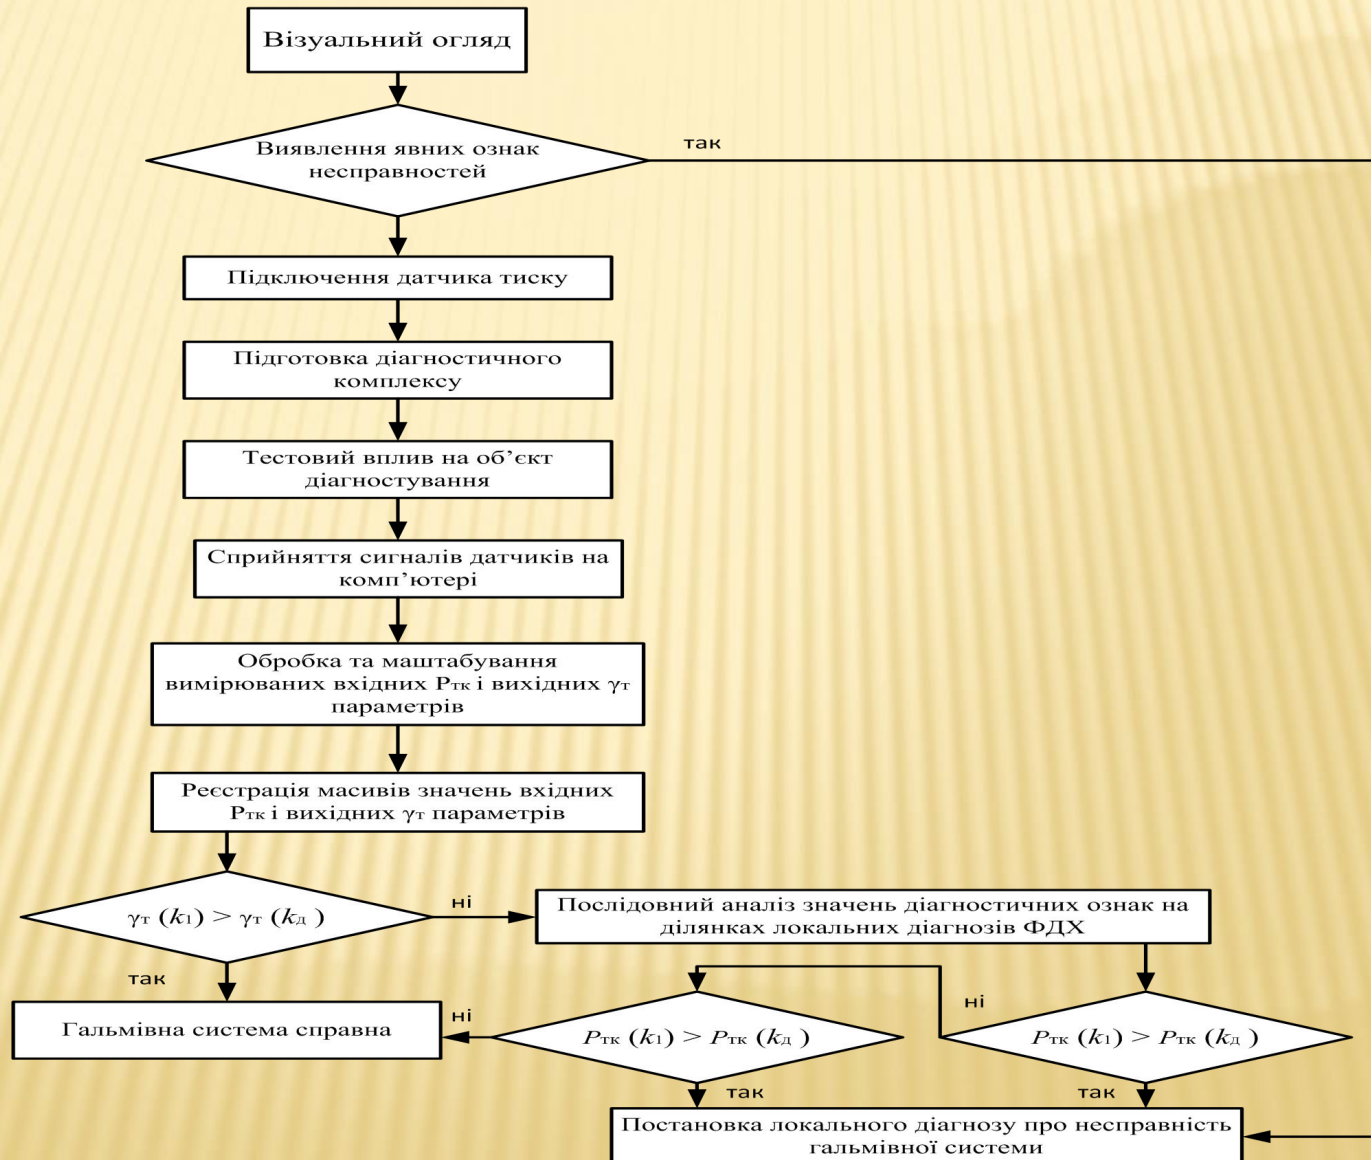 Візуальний огляд
Виявлення явних ознак
несправностей
так
Підключення датчика тиску
Підготовка діагностичного
комплексу
Тестовий вплив на об’єкт
діагностування
Сприйняття сигналів датчиків на
комп’ютері
Обробка та маштабування
вимірюваних вхідних Ртк і вихідних γт
параметрів
Реєстрація масивів значень вхідних
Ртк і вихідних γт параметрів
γт (k1) > γт (kд )
ні
Послідовний аналіз значень діагностичних ознак на
ділянках локальних діагнозів ФДХ
так
Гальмівна система справна
ні
Pтк (k1) > Pтк (kд )
ні
Pтк (k1) > Pтк (kд )
так
так
Постановка локального діагнозу про несправність
гальмівної системи